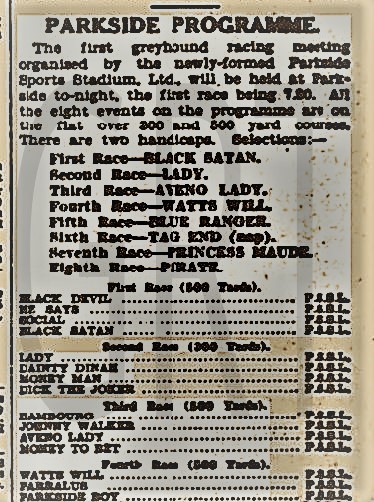 PARKSIDE PROGRAMME.
The first greyhound racing meeting
organised by the newly-formed Parkside
Sports Stadium, Ltd., will be held at Park-
side to-night, the first race being 7.20. All
the eight events on the programme are on
the flat over 300 and 500 yard courses.
There are two handicaps. Selections:—
First Race—BLACK SATAN.
Second Race—LADY.
Third Race—AVENO LADY.
Fourth Race—WATTS WILL.
Fifth Race—BLUE RANGER.
Sixth Race—TAG END (nap).
Seventh Race—PRINCESS MAUDE.
Eighth Race—PIRATE.
First Race (500 Yards).
BLACK DEVIL
HE SAYS
SOCIAL
BLACK SATAN
Second Race (300 Yards).
LADY
DAINTY DINAH
MONEY MAN
DICK THE JOKER
Third Race (500 Yards).
JOHNNY WALKER
AVENO LADY
MONEY TO BET
Fourth Race (500 Yards).
WATTS WILL
PARKSIDE BOY